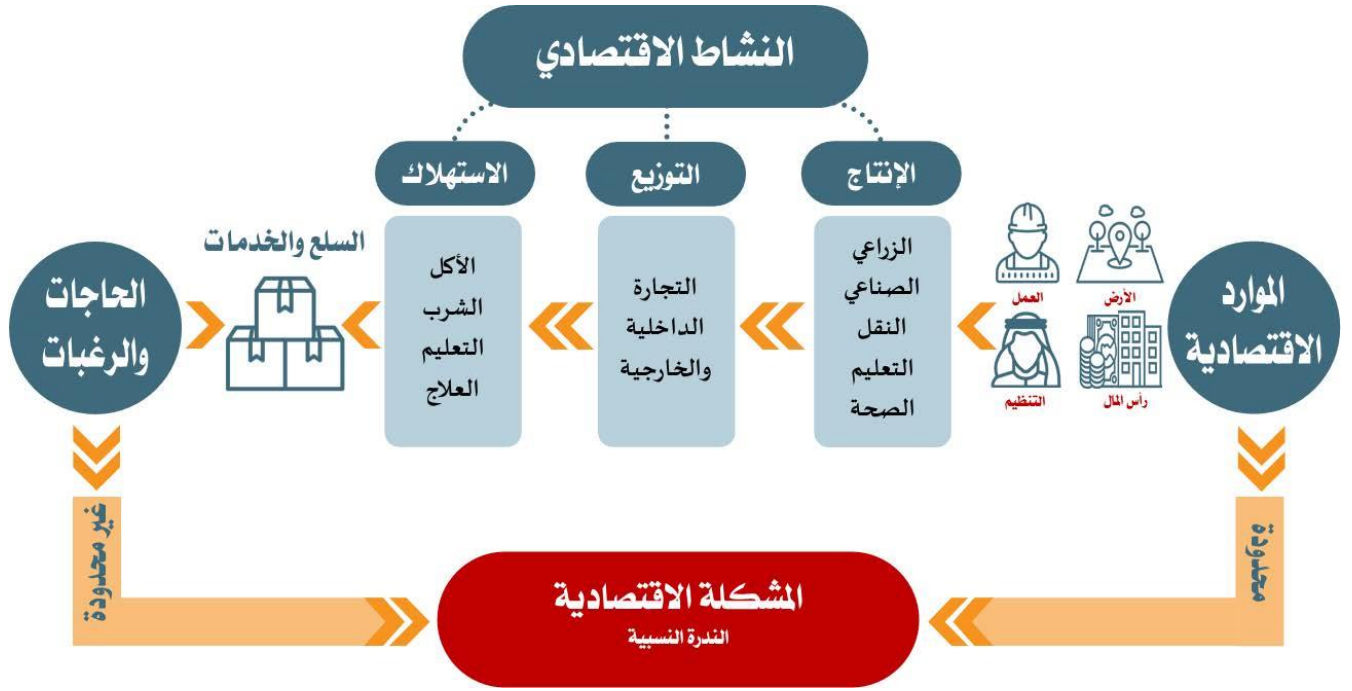 النشاط الاقتصادي
الإنتاج
التوزيع
الاستهلاك
الموارد
الاقتصادية
الأرض
العمل
رأس المال
التنظيم
الزراعي
الصناعي
النقل
التعليم
الصحة
التجارة
الداخلية
والخارجية
الأكل
الشرب
التعليم
العلاج
السلع والخدمات
الحاجات
والرغبات
محدودة
غير محدودة
المشكلة الاقتصادية
الندرة النسبية